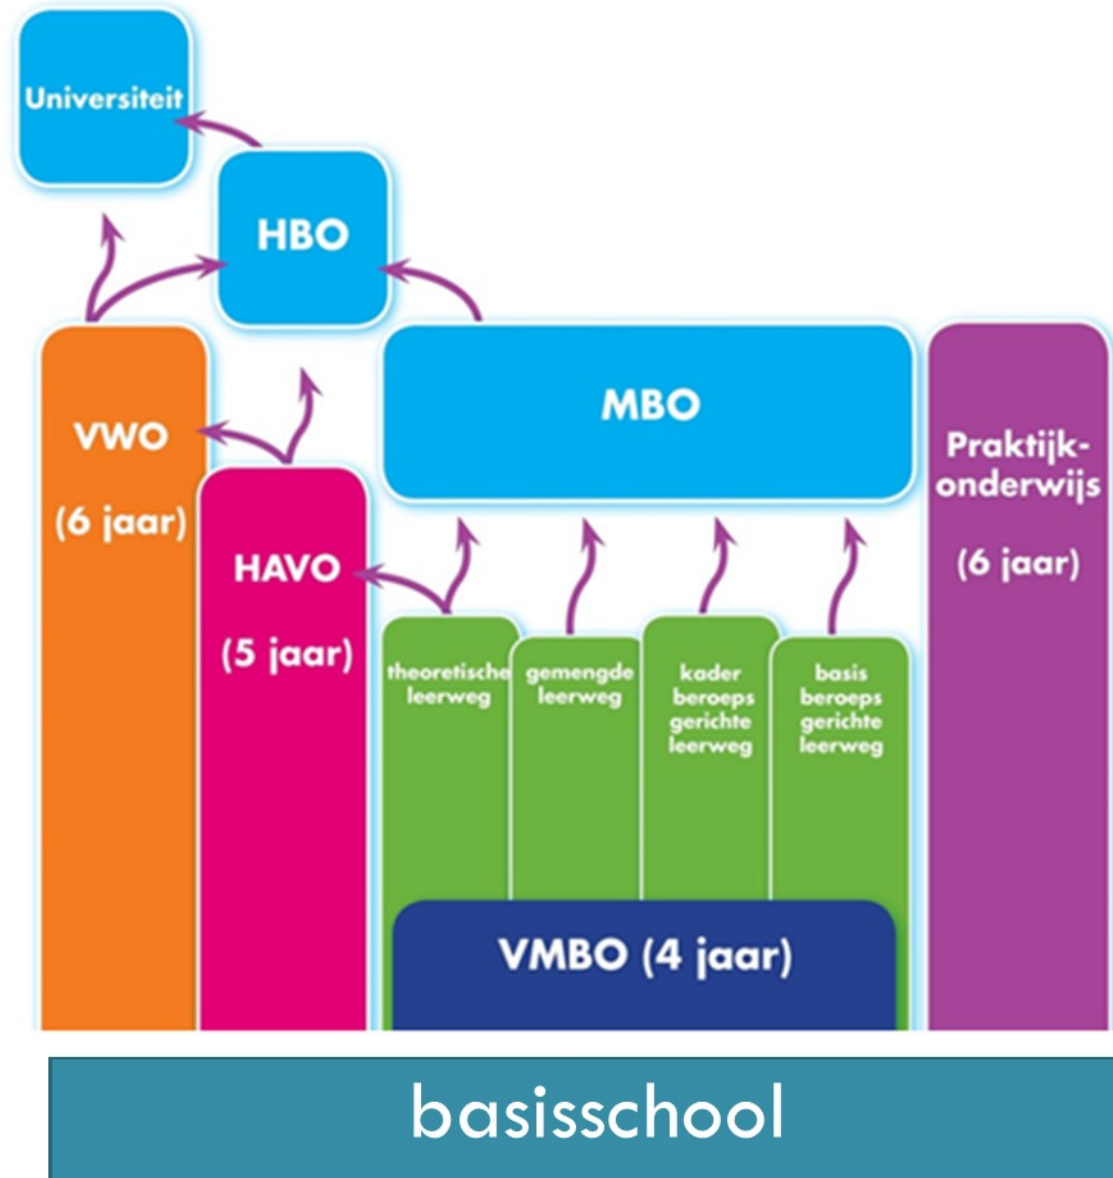 Universiteit
HBO
MBO
VWO
(6 jaar)
HAVO
(5 jaar)
Praktijk-
onderwijs
(6 jaar)
theoretische
leerweg
gemengde
leerweg
kader
beroeps
gerichte
leerweg
basis
beroeps
gerichte
leerweg
VMBO (4 jaar)
basisschool